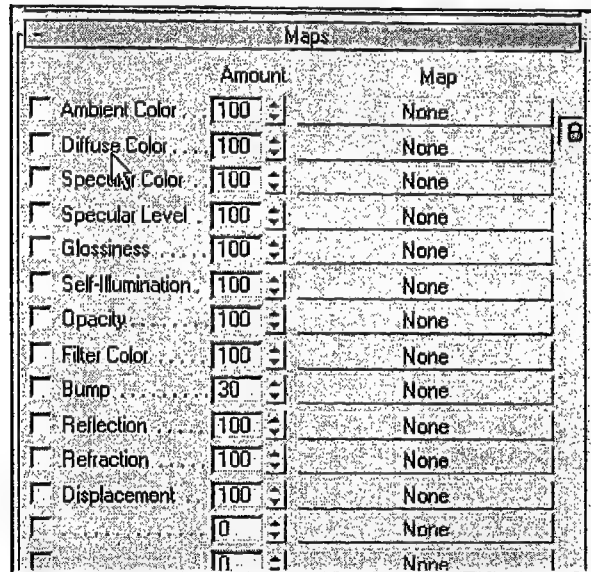 - Maps
Amount Map
Ambient Color . 100 None
Diffuse Color . . . . . 100 None
Specular Color . 100 None
Specular Level . 100 None
Glossiness . . . . . 100 None
Self-Illumination . 100 None
Opacity . . . . . . . . 100 None
Filter Color . . . . . 100 None
Bump . . . . . . . . . 30 None
Reflection . . . . . . 100 None
Refraction . . . . . 100 None
Displacement . . 100 None
. . . . . . . . . . . . . . 0 None
0 None